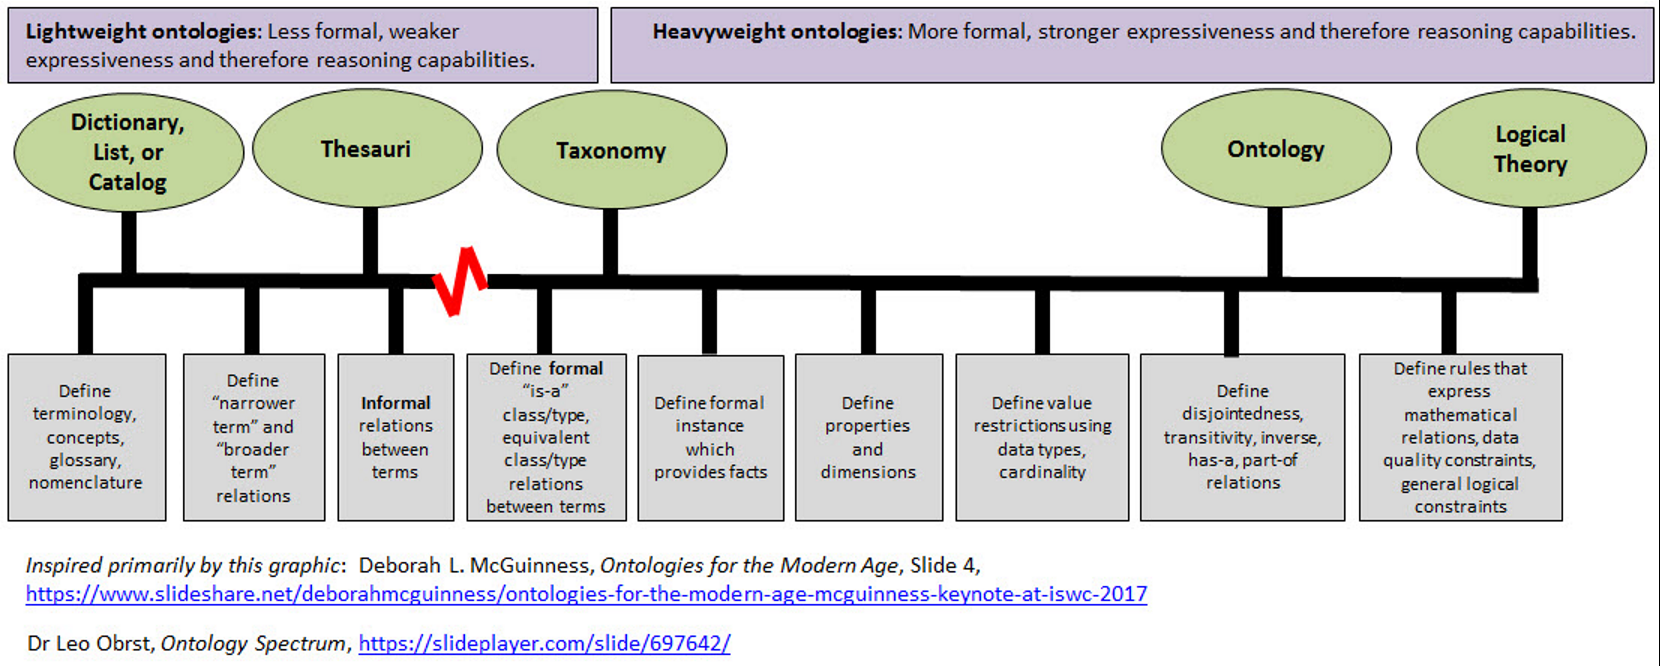 Lightweight ontologies: Less formal, weaker
expressiveness and therefore reasoning capabilities.
Heavyweight ontologies: More formal, stronger expressiveness and therefore reasoning capabilities.
Dictionary,
List, or
Catalog
Thesauri
Taxonomy
Ontology
Logical
Theory
Define
terminology,
concepts,
glossary,
nomenclature
Define
“narrower
term” and
“broader
term”
relations
Informal
relations
between
terms
Define formal
“is-a”
class/type,
equivalent
class/type
relations
between terms
Define formal
instance
which
provides facts
Define
properties
and
dimensions
Define value
restrictions using
data types,
cardinality
Define
disjointedness,
transitivity, inverse,
has-a, part-of
relations
Define rules that
express
mathematical
relations, data
quality constraints,
general logical
constraints
Inspired primarily by this graphic: Deborah L. McGuinness, Ontologies for the Modern Age, Slide 4,
https://www.slideshare.net/deborahmcguinness/ontologies-for-the-modern-age-mcguinness-keynote-at-iswc-2017
Dr Leo Obrst, Ontology Spectrum, https://slideplayer.com/slide/697642/